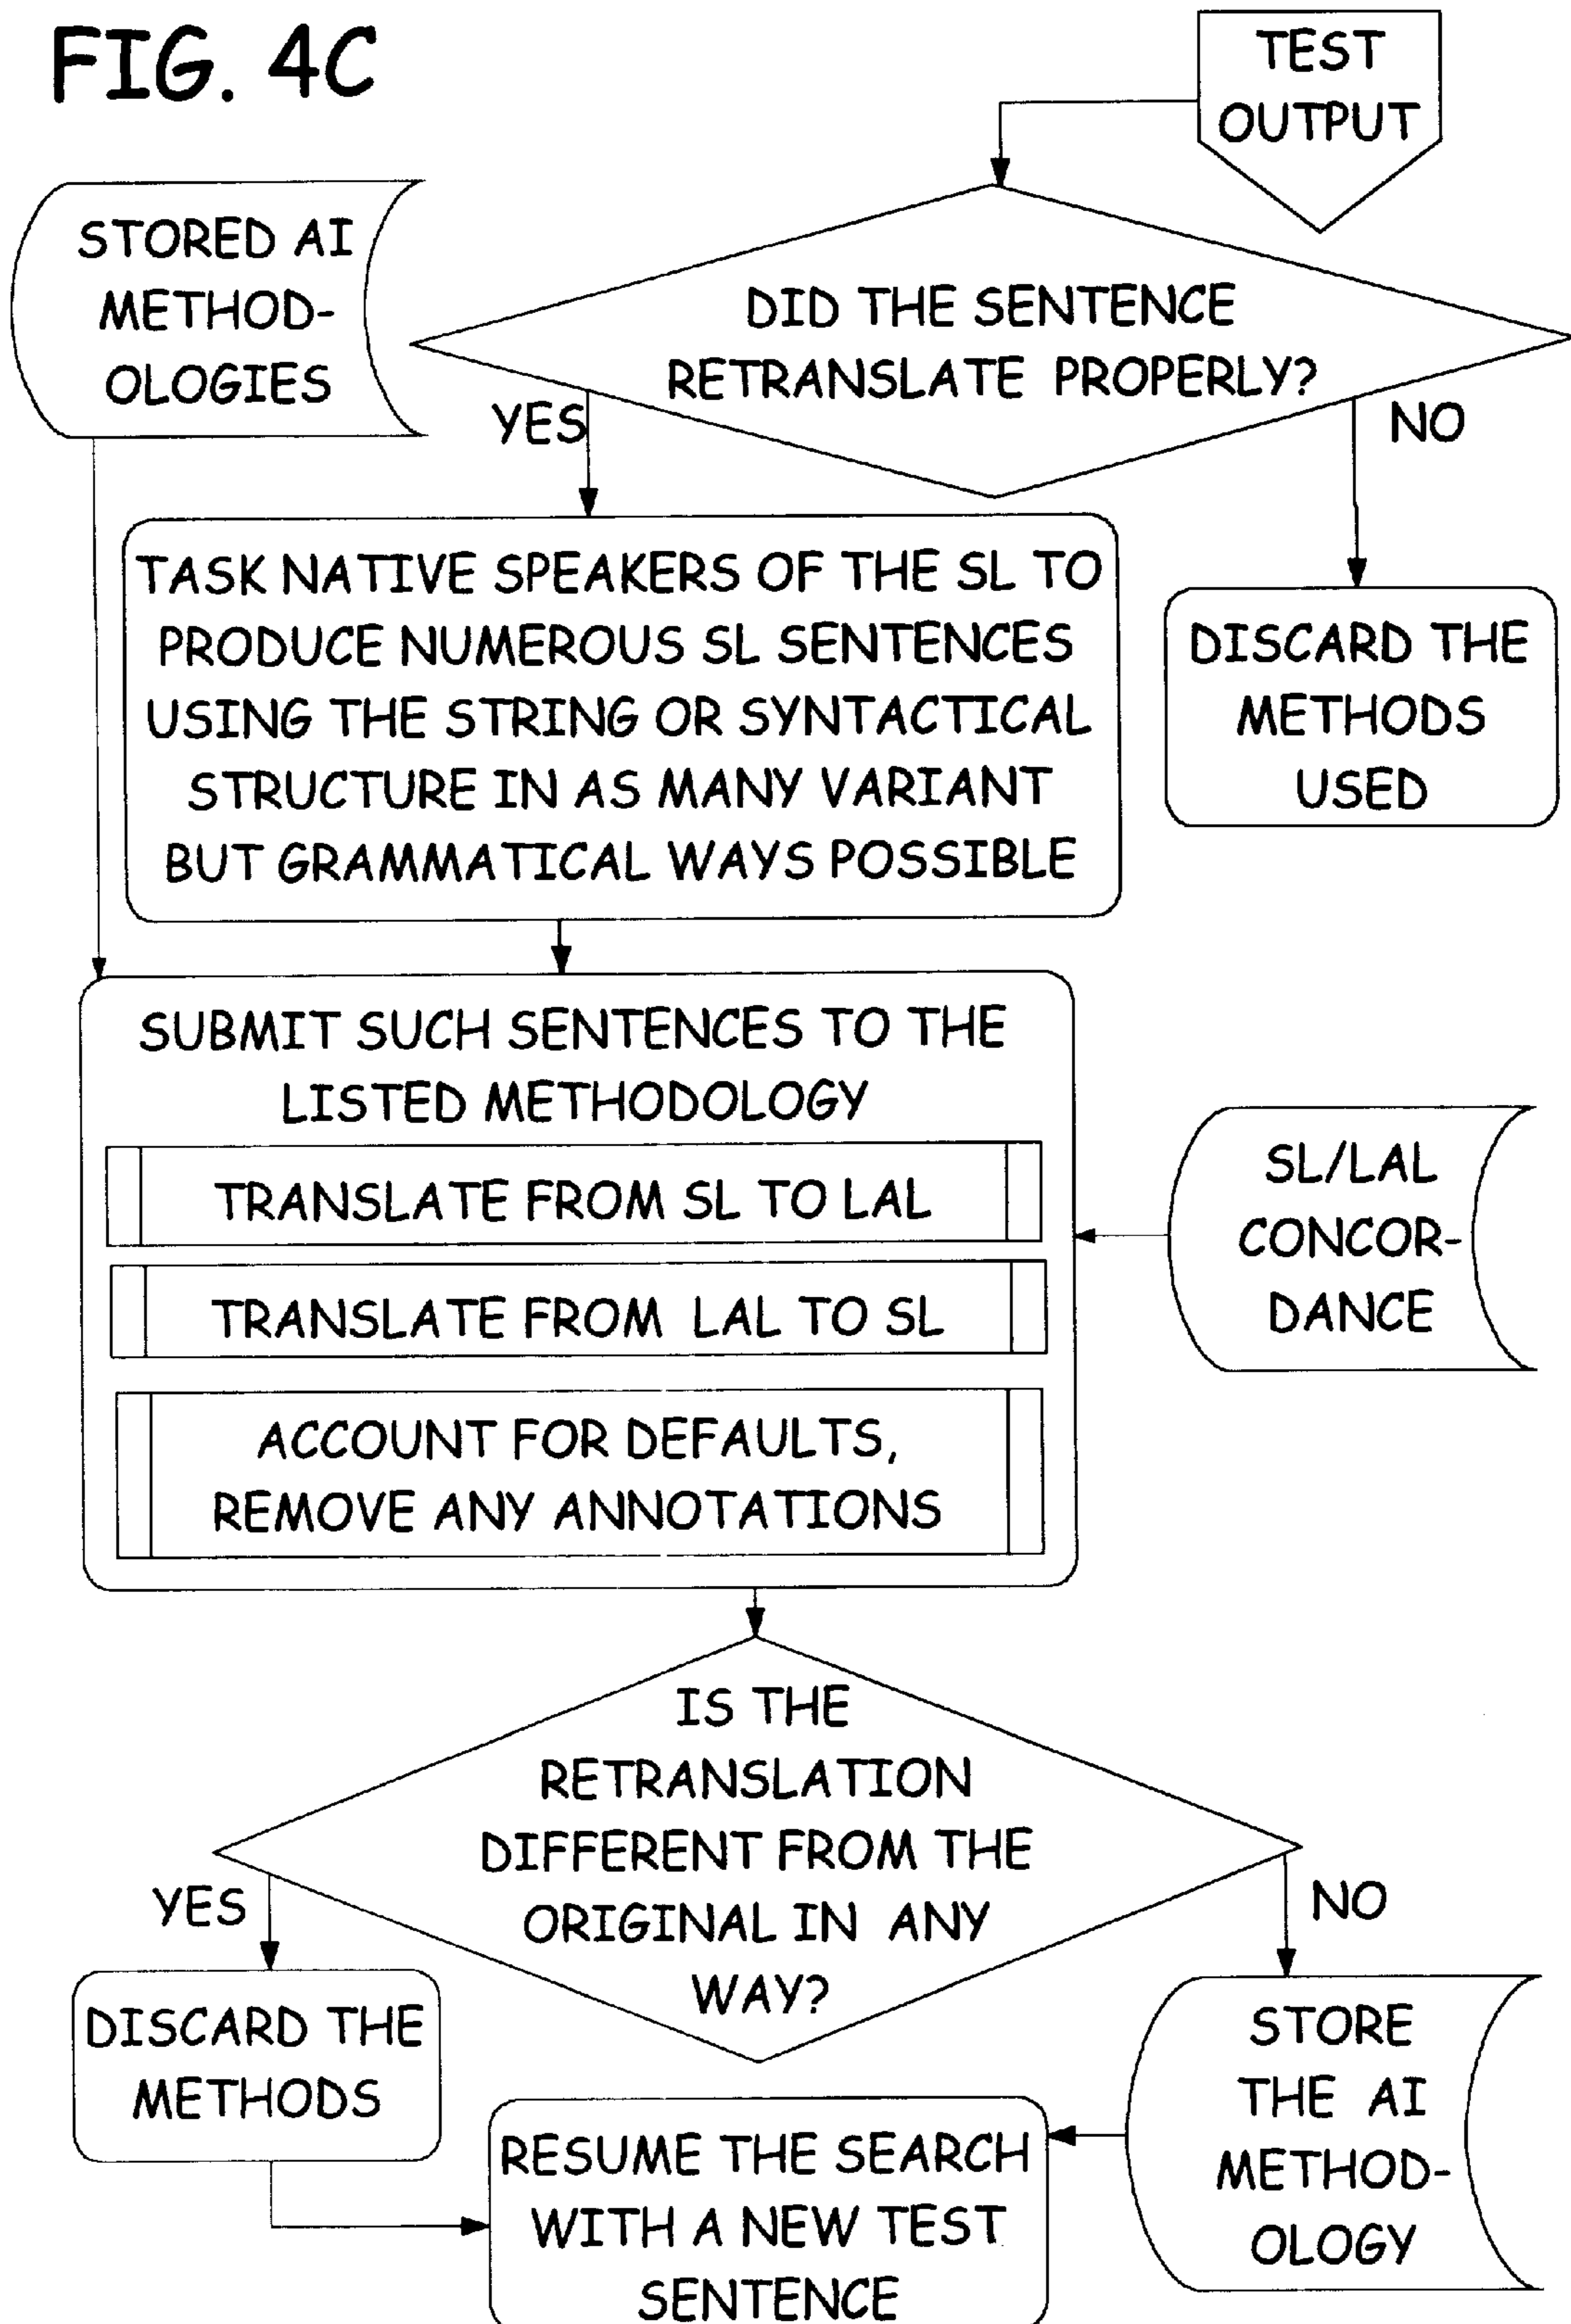 FIG. 4C
TEST
OUTPUT
STORED AI
METHOD-
OLOGIES
DID THE SENTENCE
RETRANSLATE PROPERLY?
YES
NO
TASK NATIVE SPEAKERS OF THE SL TO
PRODUCE NUMEROUS SL SENTENCES
USING THE STRING OR SYNTACTICAL
STRUCTURE IN AS MANY VARIANT
BUT GRAMMATICAL WAYS POSSIBLE
DISCARD THE
METHODS
USED
SUBMIT SUCH SENTENCES TO THE
LISTED METHODOLOGY
TRANSLATE FROM SL TO LAL
TRANSLATE FROM LAL TO SL
ACCOUNT FOR DEFAULTS,
REMOVE ANY ANNOTATIONS
SL/LAL
CONCOR-
DANCE
IS THE
RETRANSLATION
DIFFERENT FROM THE
ORIGINAL IN ANY
WAY?
YES
NO
DISCARD THE
METHODS
STORE
THE AI
METHOD-
OLOGY
RESUME THE SEARCH
WITH A NEW TEST
SENTENCE